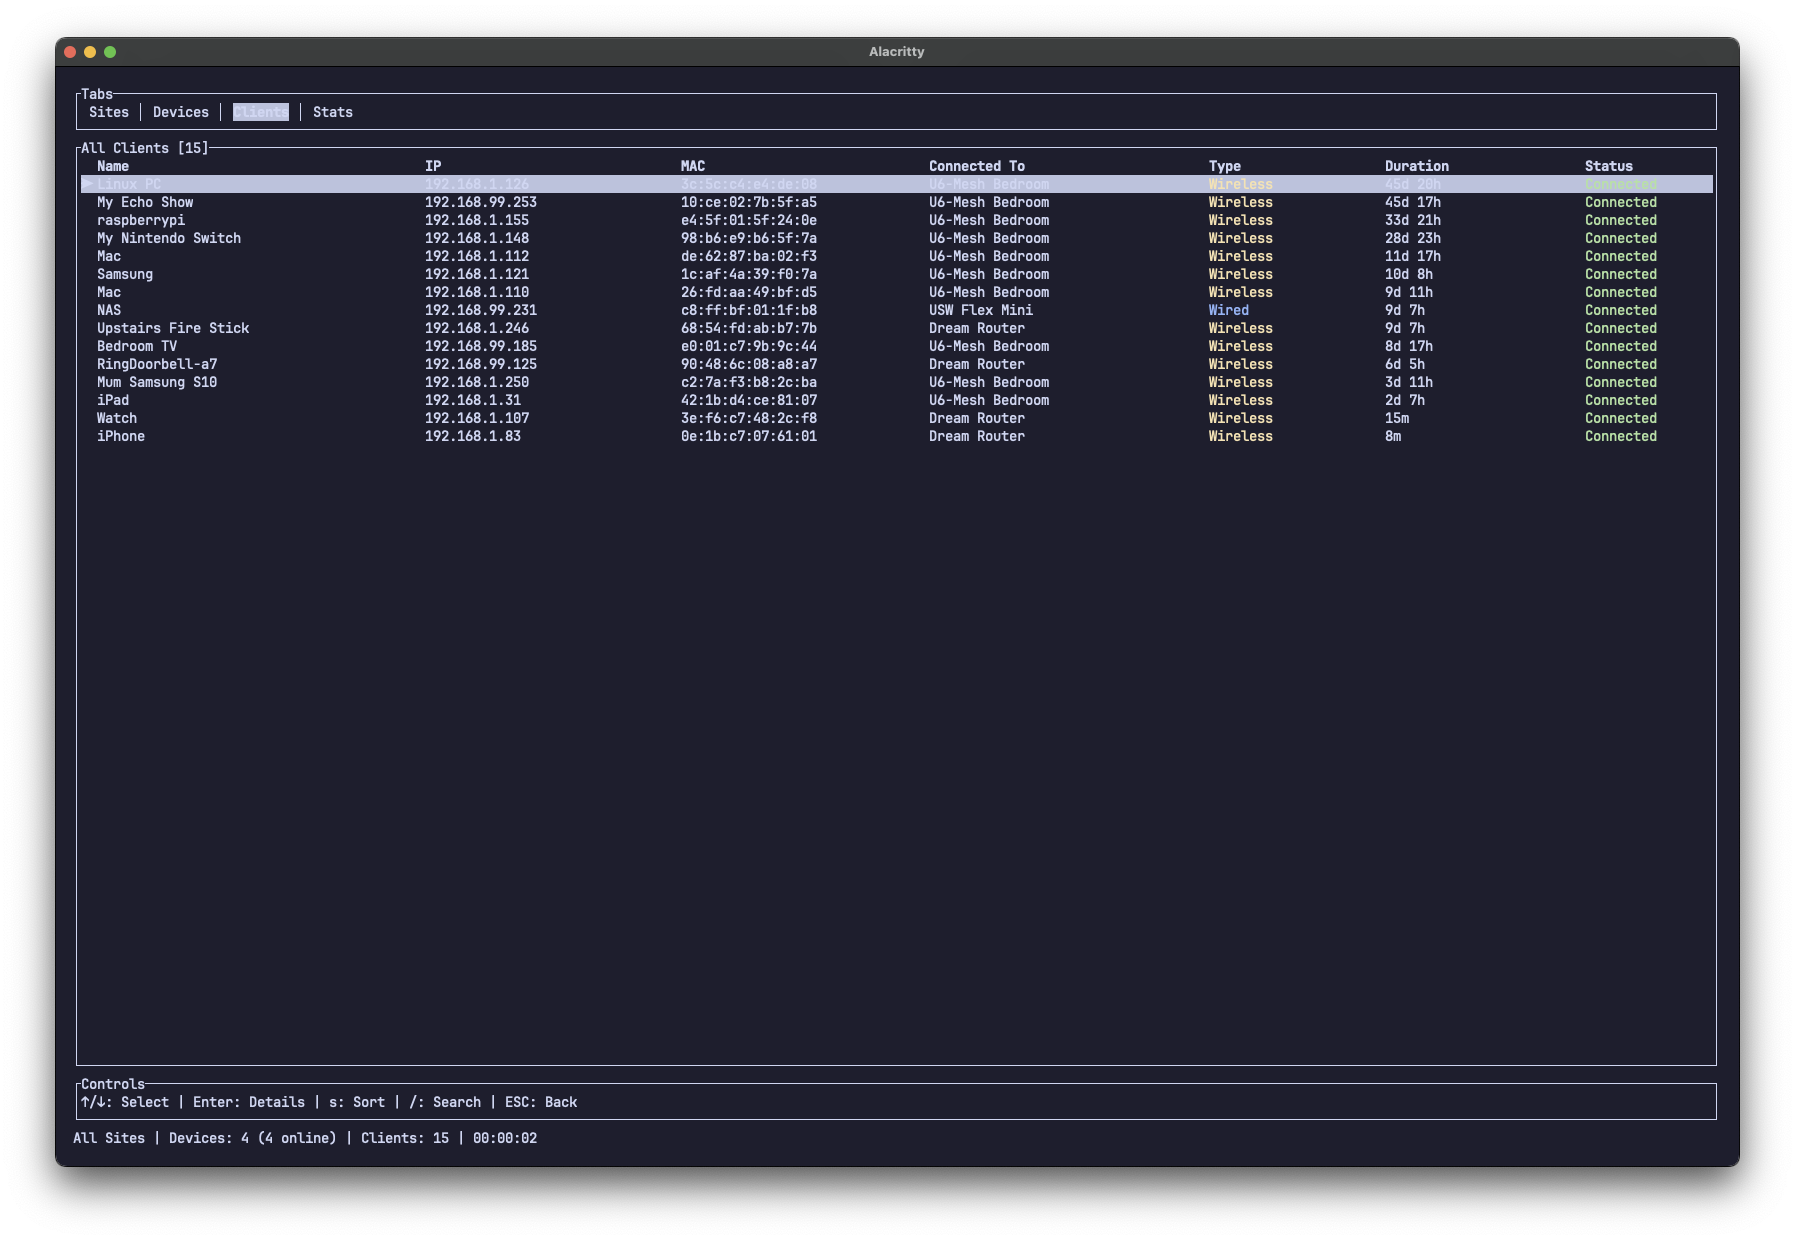 Alacritty
Tabs
Sites │ Devices │ Clients │ Stats
All Clients [15]
Name IP MAC Connected To Type Duration Status
▶ Linux PC 192.168.1.126 3c:5c:c4:e4:de:08 U6-Mesh Bedroom Wireless 45d 20h Connected
My Echo Show 192.168.99.253 10:ce:02:7b:5f:a5 U6-Mesh Bedroom Wireless 45d 17h Connected
raspberrypi 192.168.1.155 e4:5f:01:5f:24:0e U6-Mesh Bedroom Wireless 33d 21h Connected
My Nintendo Switch 192.168.1.148 98:b6:e9:b6:5f:7a U6-Mesh Bedroom Wireless 28d 23h Connected
Mac 192.168.1.112 de:62:87:ba:02:f3 U6-Mesh Bedroom Wireless 11d 17h Connected
Samsung 192.168.1.121 1c:af:4a:39:f0:7a U6-Mesh Bedroom Wireless 10d 8h Connected
Mac 192.168.1.110 26:fd:aa:49:bf:d5 U6-Mesh Bedroom Wireless 9d 11h Connected
NAS 192.168.99.231 c8:ff:bf:01:1f:b8 USW Flex Mini Wired 9d 7h Connected
Upstairs Fire Stick 192.168.1.246 68:54:fd:ab:b7:7b Dream Router Wireless 9d 7h Connected
Bedroom TV 192.168.99.185 e0:01:c7:9b:9c:44 U6-Mesh Bedroom Wireless 8d 17h Connected
RingDoorbell-a7 192.168.99.125 90:48:6c:08:a8:a7 Dream Router Wireless 6d 5h Connected
Mum Samsung S10 192.168.1.250 c2:7a:f3:b8:2c:ba U6-Mesh Bedroom Wireless 3d 11h Connected
iPad 192.168.1.31 42:1b:d4:ce:81:07 U6-Mesh Bedroom Wireless 2d 7h Connected
Watch 192.168.1.107 3e:f6:c7:48:2c:f8 Dream Router Wireless 15m Connected
iPhone 192.168.1.83 0e:1b:c7:07:61:01 Dream Router Wireless 8m Connected
Controls
↑/↓: Select | Enter: Details | s: Sort | /: Search | ESC: Back
All Sites | Devices: 4 (4 online) | Clients: 15 | 00:00:02